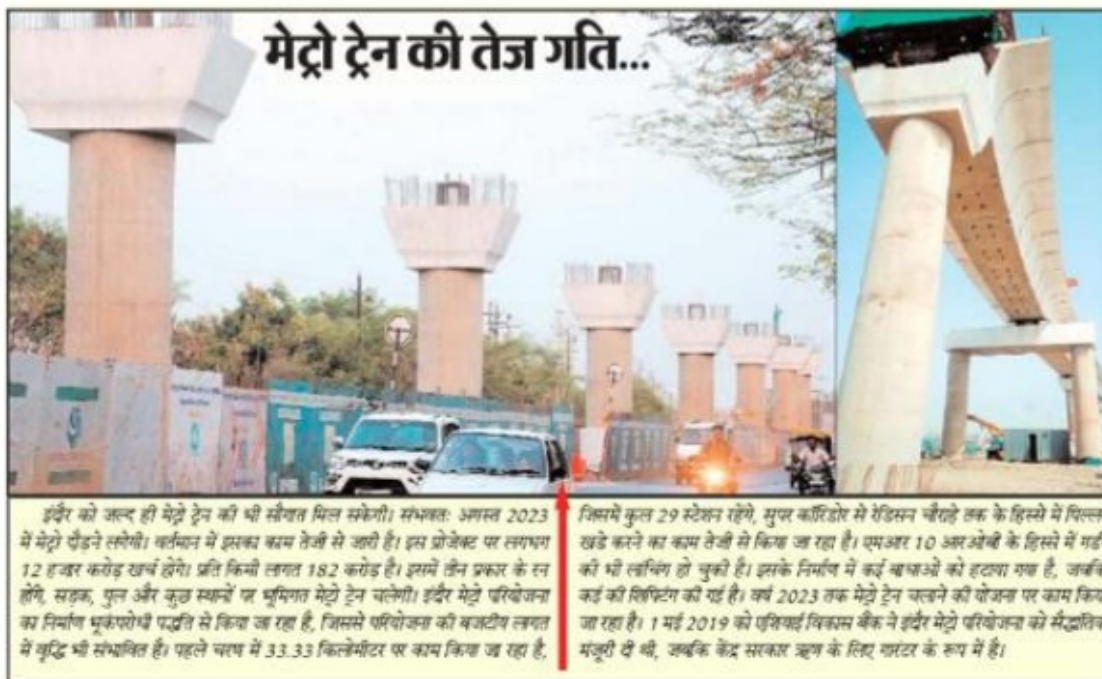 मेट्रो ट्रेन की तेज गति...
इंदौर को जल्द ही मेट्रो ट्रेन की भी सौगात मिल सकेगी। संभवतः अगस्त 2023
में मेट्रो दौड़ने लगेगी। वर्तमान में इसका काम तेजी से जारी है। इस प्रोजेक्ट पर लगभग
12 हजार करोड़ खर्च होंगे। प्रति किमी लागत 182 करोड़ है। इसमें तीन प्रकार के रन
होंगे, सड़क, पुल और कुछ स्थानों पर भूमिगत मेट्रो ट्रेन चलेगी। इंदौर मेट्रो परियोजना
का निर्माण भूकंपरोधी पद्धति से किया जा रहा है, जिससे परियोजना की बजटीय लागत
में वृद्धि भी संभावित है। पहले चरण में 33.33 किलोमीटर पर काम किया जा रहा है,
जिसमें कुल 29 स्टेशन रहेंगे, सुपर कॉरिडोर से रेडिसन चौराहे तक के हिस्से में पिल्लर
खड़े करने का काम तेजी से किया जा रहा है। एमआर 10 आरओबी के हिस्से में गर्डर
की भी लांचिंग हो चुकी है। इसके निर्माण में कई बाधाओं को हटाया गया है, जबकि
कई की शिफ्टिंग की गई है। वर्ष 2023 तक मेट्रो ट्रेन चलाने की योजना पर काम किया
जा रहा है। 1 मई 2019 को एशियाई विकास बैंक ने इंदौर मेट्रो परियोजना को सैद्धांतिक
मंजूरी दी थी, जबकि केंद्र सरकार ऋण के लिए गारंटर के रूप में है।